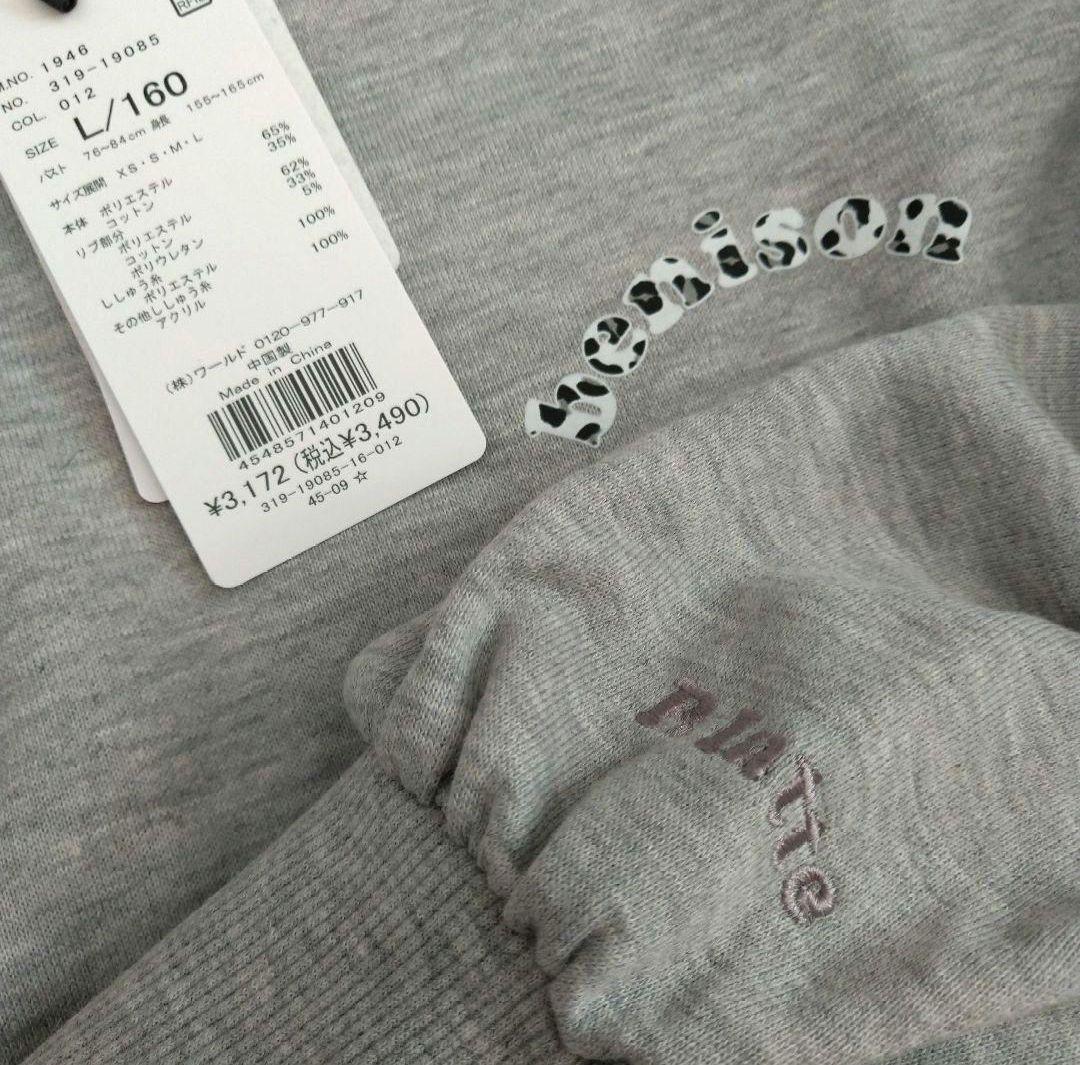 RFID
M.NO. 1946
NO. 319-19085
COL. 012
SIZE L/160
バスト 76~84cm 身長 155~165cm
サイズ展開 XS・S・M・L
本体 ポリエステル 65%
コットン 35%
リブ部分
ポリエステル 62%
コットン 33%
ポリウレタン 5%
ししゅう糸
ポリエステル 100%
その他ししゅう糸
アクリル 100%
(株)ワールド 0120-977-917
中国製
Made in China
4548571401209
¥3,172 (税込¥3,490)
319-19085-16-012
45-09 ☆
henison
Blatte